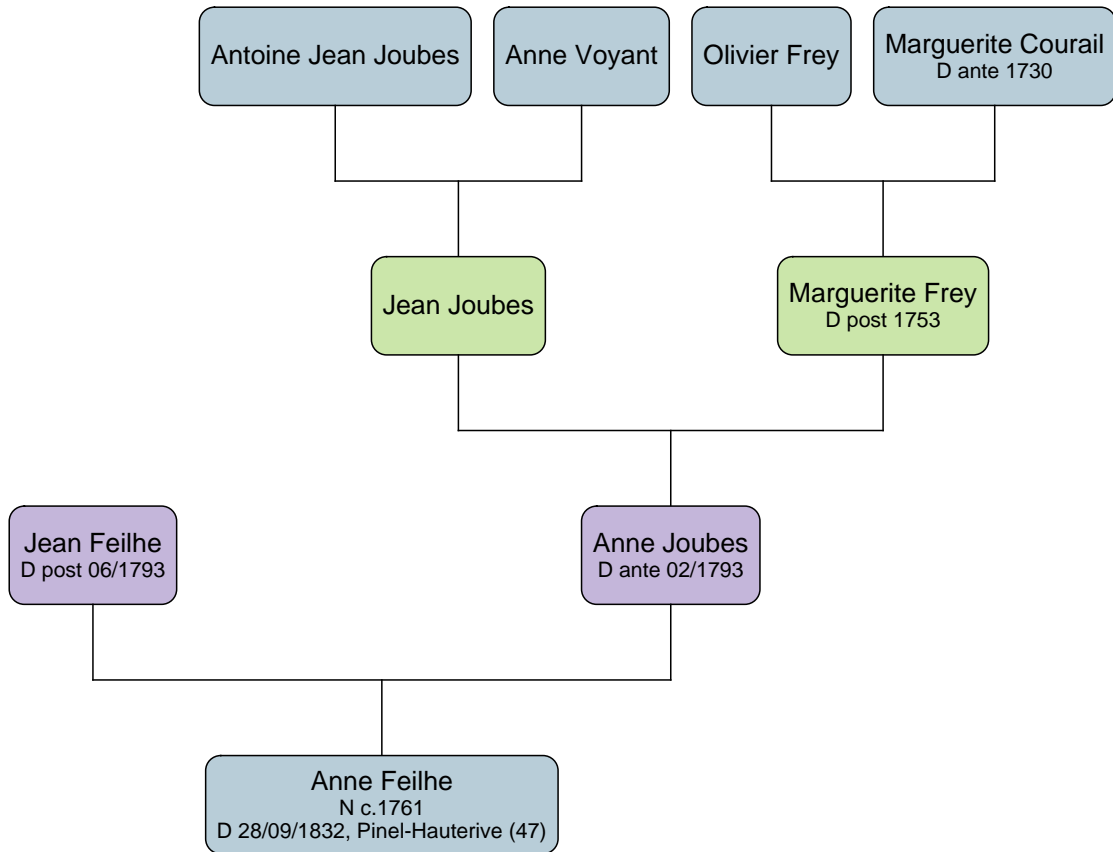 Antoine Jean Joubes
Anne Voyant
Olivier Frey
Marguerite Courail
D ante 1730
Jean Joubes
Marguerite Frey
D post 1753
Jean Feilhe
D post 06/1793
Anne Joubes
D ante 02/1793
Anne Feilhe
N c.1761
D 28/09/1832, Pinel-Hauterive (47)